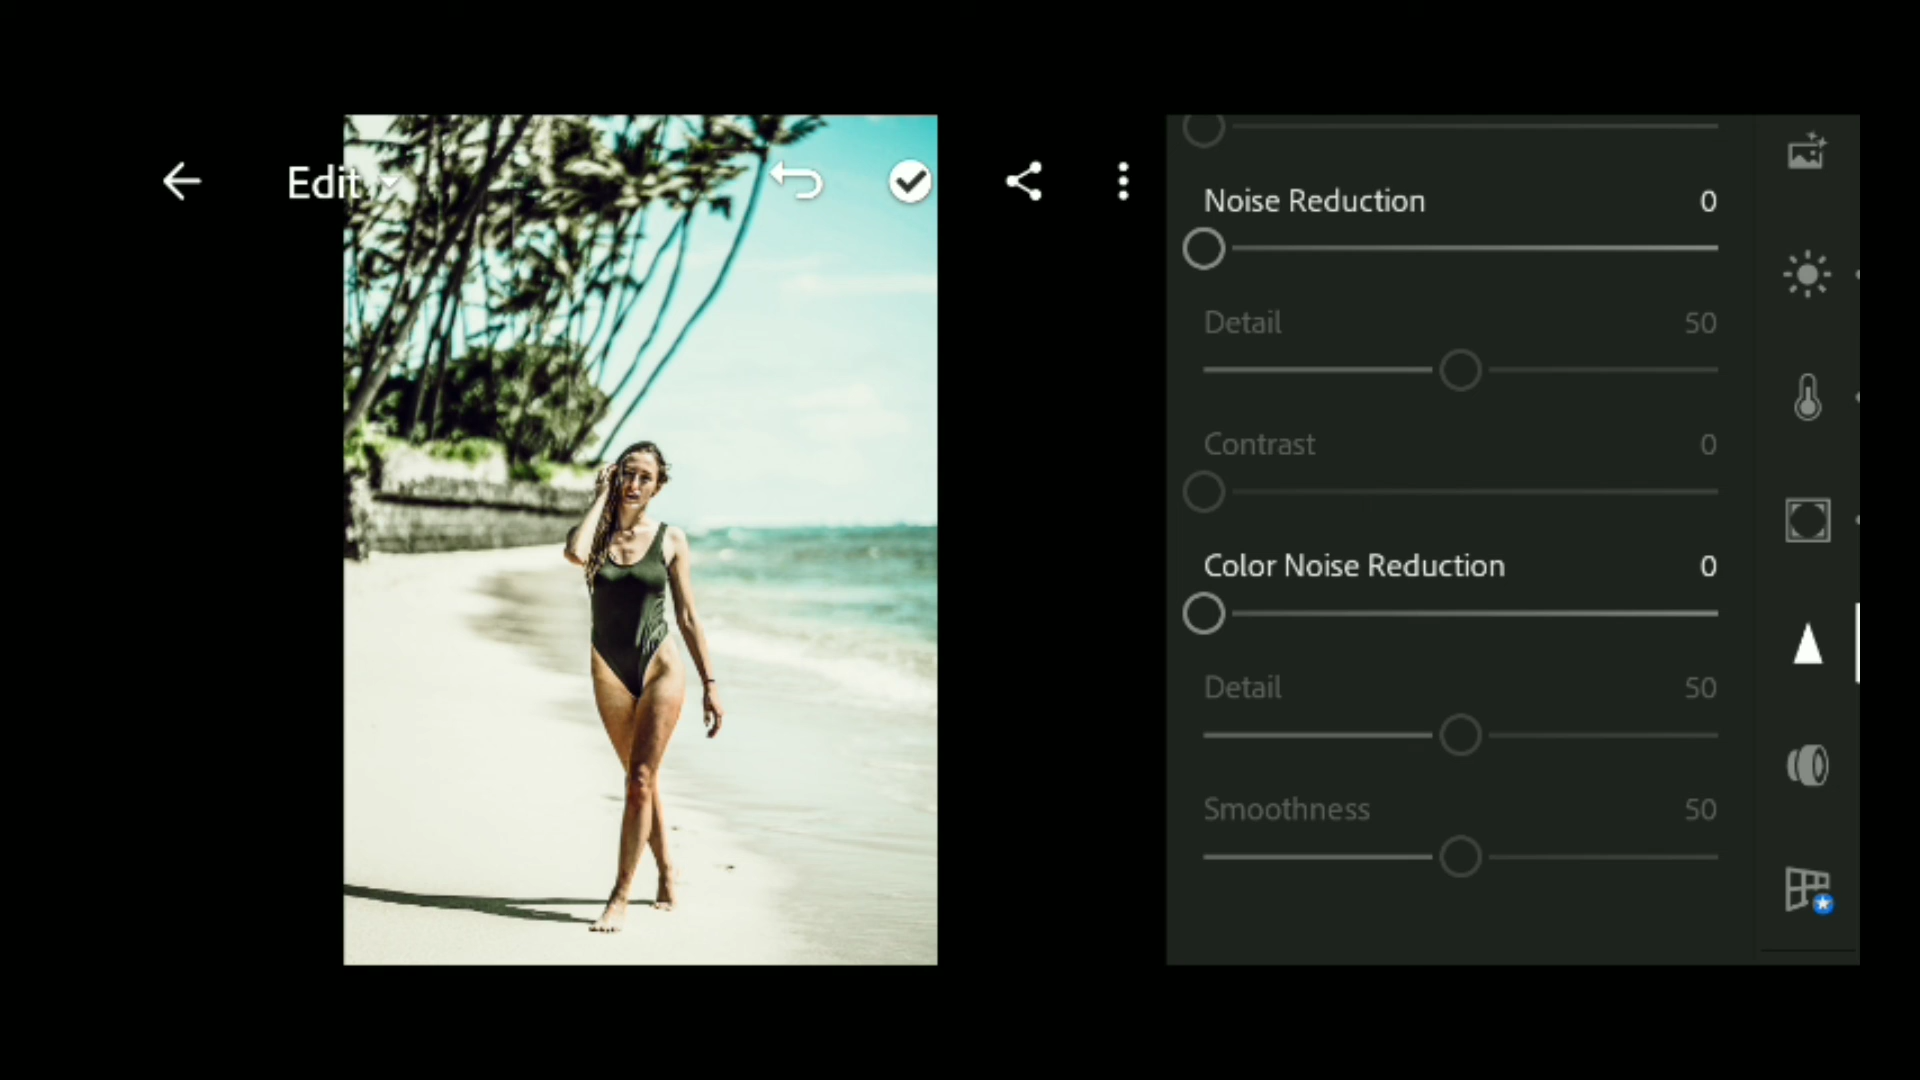 Edit
Noise Reduction 0
Detail 50
Contrast 0
Color Noise Reduction 0
Detail 50
Smoothness 50